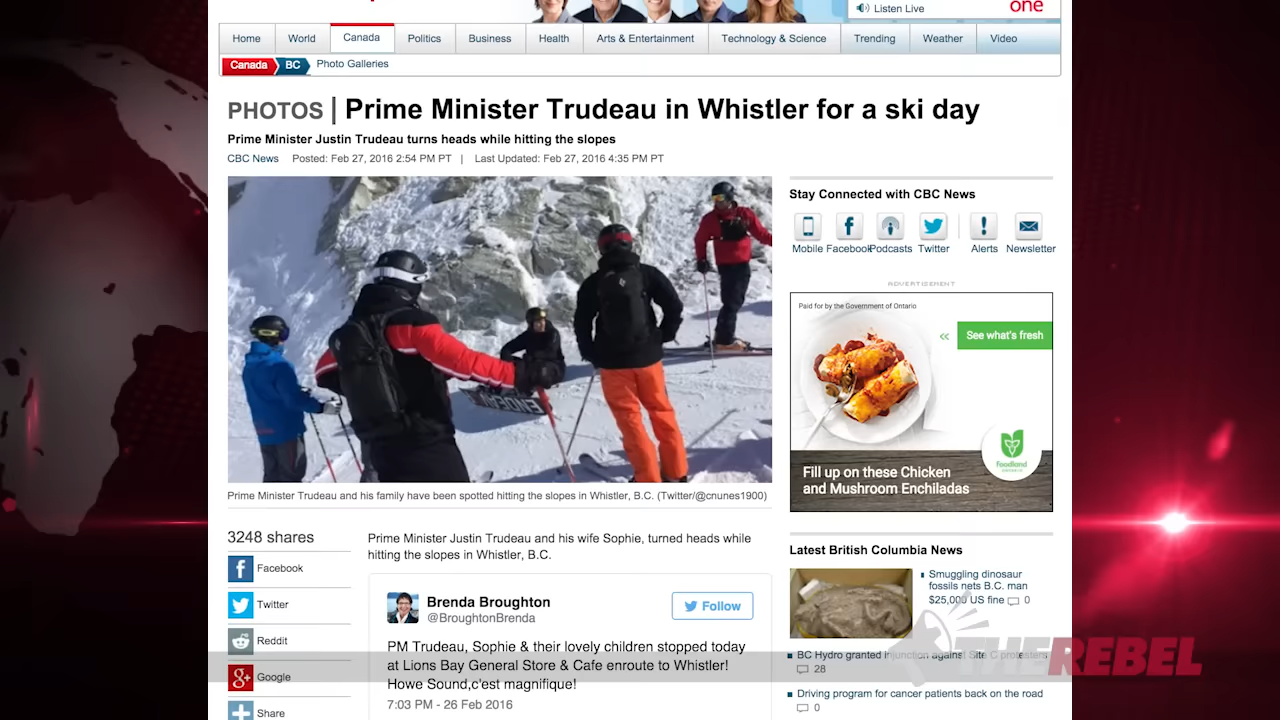 Listen Live
one
Home
World
Canada
Politics
Business
Health
Arts & Entertainment
Technology & Science
Trending
Weather
Video
Canada
BC
Photo Galleries
PHOTOS | Prime Minister Trudeau in Whistler for a ski day
Prime Minister Justin Trudeau turns heads while hitting the slopes
CBC News Posted: Feb 27, 2016 2:54 PM PT | Last Updated: Feb 27, 2016 4:35 PM PT
Prime Minister Trudeau and his family have been spotted hitting the slopes in Whistler, B.C. (Twitter/@cnunes1900)
3248 shares
Facebook
Twitter
Reddit
Google
Share
Prime Minister Justin Trudeau and his wife Sophie, turned heads while
hitting the slopes in Whistler, B.C.
Brenda Broughton
@BroughtonBrenda
Follow
PM Trudeau, Sophie & their lovely children stopped today
at Lions Bay General Store & Cafe enroute to Whistler!
Howe Sound,c'est magnifique!
7:03 PM - 26 Feb 2016
Stay Connected with CBC News
Mobile
Facebook
Podcasts
Twitter
Alerts
Newsletter
ADVERTISEMENT
Paid for by the Government of Ontario
« See what's fresh
Foodland
ONTARIO
Fill up on these Chicken
and Mushroom Enchiladas
Latest British Columbia News
Smuggling dinosaur
fossils nets B.C. man
$25,000 US fine 0
BC Hydro granted injunction against Site C protesters
28
Driving program for cancer patients back on the road
0
THEREBEL